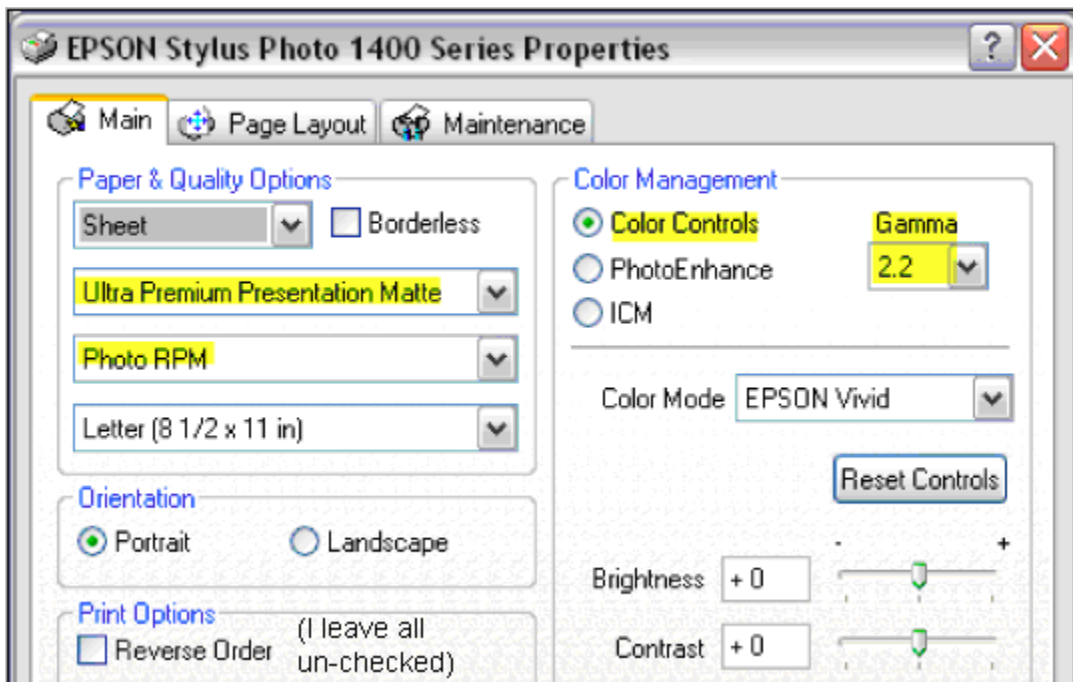 EPSON Stylus Photo 1400 Series Properties
?
Main
Page Layout
Maintenance
Paper & Quality Options
Sheet
Borderless
Ultra Premium Presentation Matte
Photo RPM
Letter (8 1/2 x 11 in)
Orientation
Portrait
Landscape
Print Options
Reverse Order
(I leave all
un-checked)
Color Management
Color Controls
Gamma
PhotoEnhance
2.2
ICM
Color Mode
EPSON Vivid
Reset Controls
- +
Brightness
+ 0
Contrast
+ 0